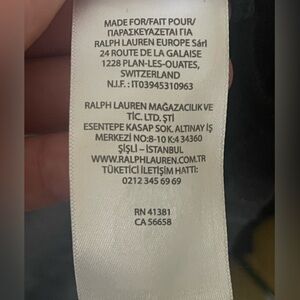 MADE FOR/FAIT POUR/
ΠΑΡΑΣΚΕΥΑΖΕΤΑΙ ΓΙΑ
RALPH LAUREN EUROPE Sárl
24 ROUTE DE LA GALAISE
1228 PLAN-LES-OUATES,
SWITZERLAND
N.I.F.: IT03945310963
RALPH LAUREN MAĞAZACILIK VE
TİC. LTD. ŞTİ
ESENTEPE KASAP SOK. ALTINAY İŞ
MERKEZİ NO:8-10 K:4 34360
ŞİŞLİ – İSTANBUL
WWW.RALPHLAUREN.COM.TR
TÜKETİCİ İLETİŞİM HATTI:
0212 345 69 69
RN 41381
CA 56658